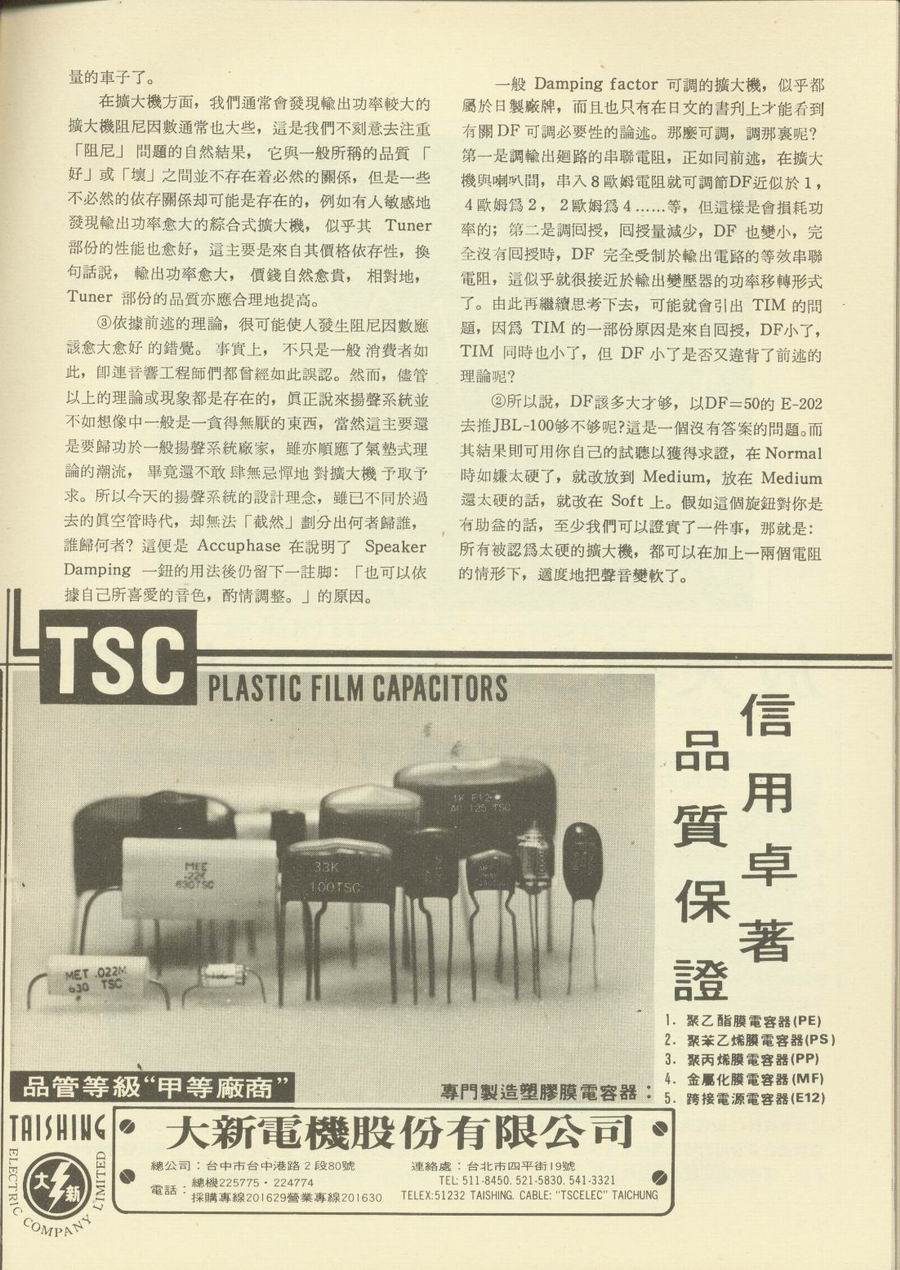 量的車子了。
在擴大機方面，我們通常會發現輸出功率較大的
擴大機阻尼因數通常也大些，這是我們不刻意去注重
「阻尼」問題的自然結果，它與一般所稱的品質「
好」或「壞」之間並不存在着必然的關係，但是一些
不必然的依存關係却可能是存在的，例如有人敏感地
發現輸出功率愈大的綜合式擴大機，似乎其 Tuner
部份的性能也愈好，這主要是來自其價格依存性，換
句話說，輸出功率愈大，價錢自然愈貴，相對地，
Tuner 部份的品質亦應合理地提高。
③依據前述的理論，很可能使人發生阻尼因數應
該愈大愈好的錯覺。事實上，不只是一般消費者如
此，卽連音響工程師們都曾經如此誤認。然而，儘管
以上的理論或現象都是存在的，眞正說來揚聲系統並
不如想像中一般是一貪得無厭的東西，當然這主要還
是要歸功於一般揚聲系統廠家，雖亦順應了氣墊式理
論的潮流，畢竟還不敢肆無忌憚地對擴大機予取予
求。所以今天的揚聲系統的設計理念，雖已不同於過
去的眞空管時代，却無法「截然」劃分出何者歸誰，
誰歸何者？這便是 Accuphase 在說明了 Speaker
Damping 一鈕的用法後仍留下一註脚：「也可以依
據自己所喜愛的音色，酌情調整。」的原因。
一般 Damping factor 可調的擴大機，似乎都
屬於日製廠牌，而且也只有在日文的書刋上才能看到
有關 DF 可調必要性的論述。那麼可調，調那裏呢？
第一是調輸出廻路的串聯電阻，正如同前述，在擴大
機與喇叭間，串入8歐姆電阻就可調節DF近似於1，
4歐姆爲2，2歐姆爲4……等，但這樣是會損耗功
率的；第二是調囘授，囘授量減少，DF 也變小，完
全沒有囘授時，DF 完全受制於輸出電路的等效串聯
電阻，這似乎就很接近於輸出變壓器的功率移轉形式
了。由此再繼續思考下去，可能就會引出 TIM 的問
題，因爲 TIM 的一部份原因是來自囘授，DF小了，
TIM 同時也小了，但 DF 小了是否又違背了前述的
理論呢？
②所以說，DF該多大才够，以DF＝50的 E-202
去推JBL-100够不够呢？這是一個沒有答案的問題。而
其結果則可用你自己的試聽以獲得求證，在 Normal
時如嫌太硬了，就改放到 Medium，放在 Medium
還太硬的話，就改在 Soft 上。假如這個旋鈕對你是
有助益的話，至少我們可以證實了一件事，那就是：
所有被認爲太硬的擴大機，都可以在加上一兩個電阻
的情形下，適度地把聲音變軟了。
TSC
PLASTIC FILM CAPACITORS
信用卓著
品質保證
1K E12
AC 125 TSC
MFE
.22K
630TSC
33K
100TSC
MET .022M
630 TSC
1. 聚乙酯膜電容器(PE)
2. 聚苯乙烯膜電容器(PS)
3. 聚丙烯膜電容器(PP)
4. 金屬化膜電容器(MF)
5. 跨接電源電容器(E12)
品管等級“甲等廠商”
專門製造塑膠膜電容器：
TAISHING
ELECTRIC COMPANY LIMITED
大新
大新電機股份有限公司
總公司：台中市台中港路2段80號
電話：總機225775・224774
採購專線201629營業專線201630
連絡處：台北市四平街19號
TEL: 511-8450. 521-5830. 541-3321
TELEX:51232 TAISHING. CABLE: "TSCELEC" TAICHUNG